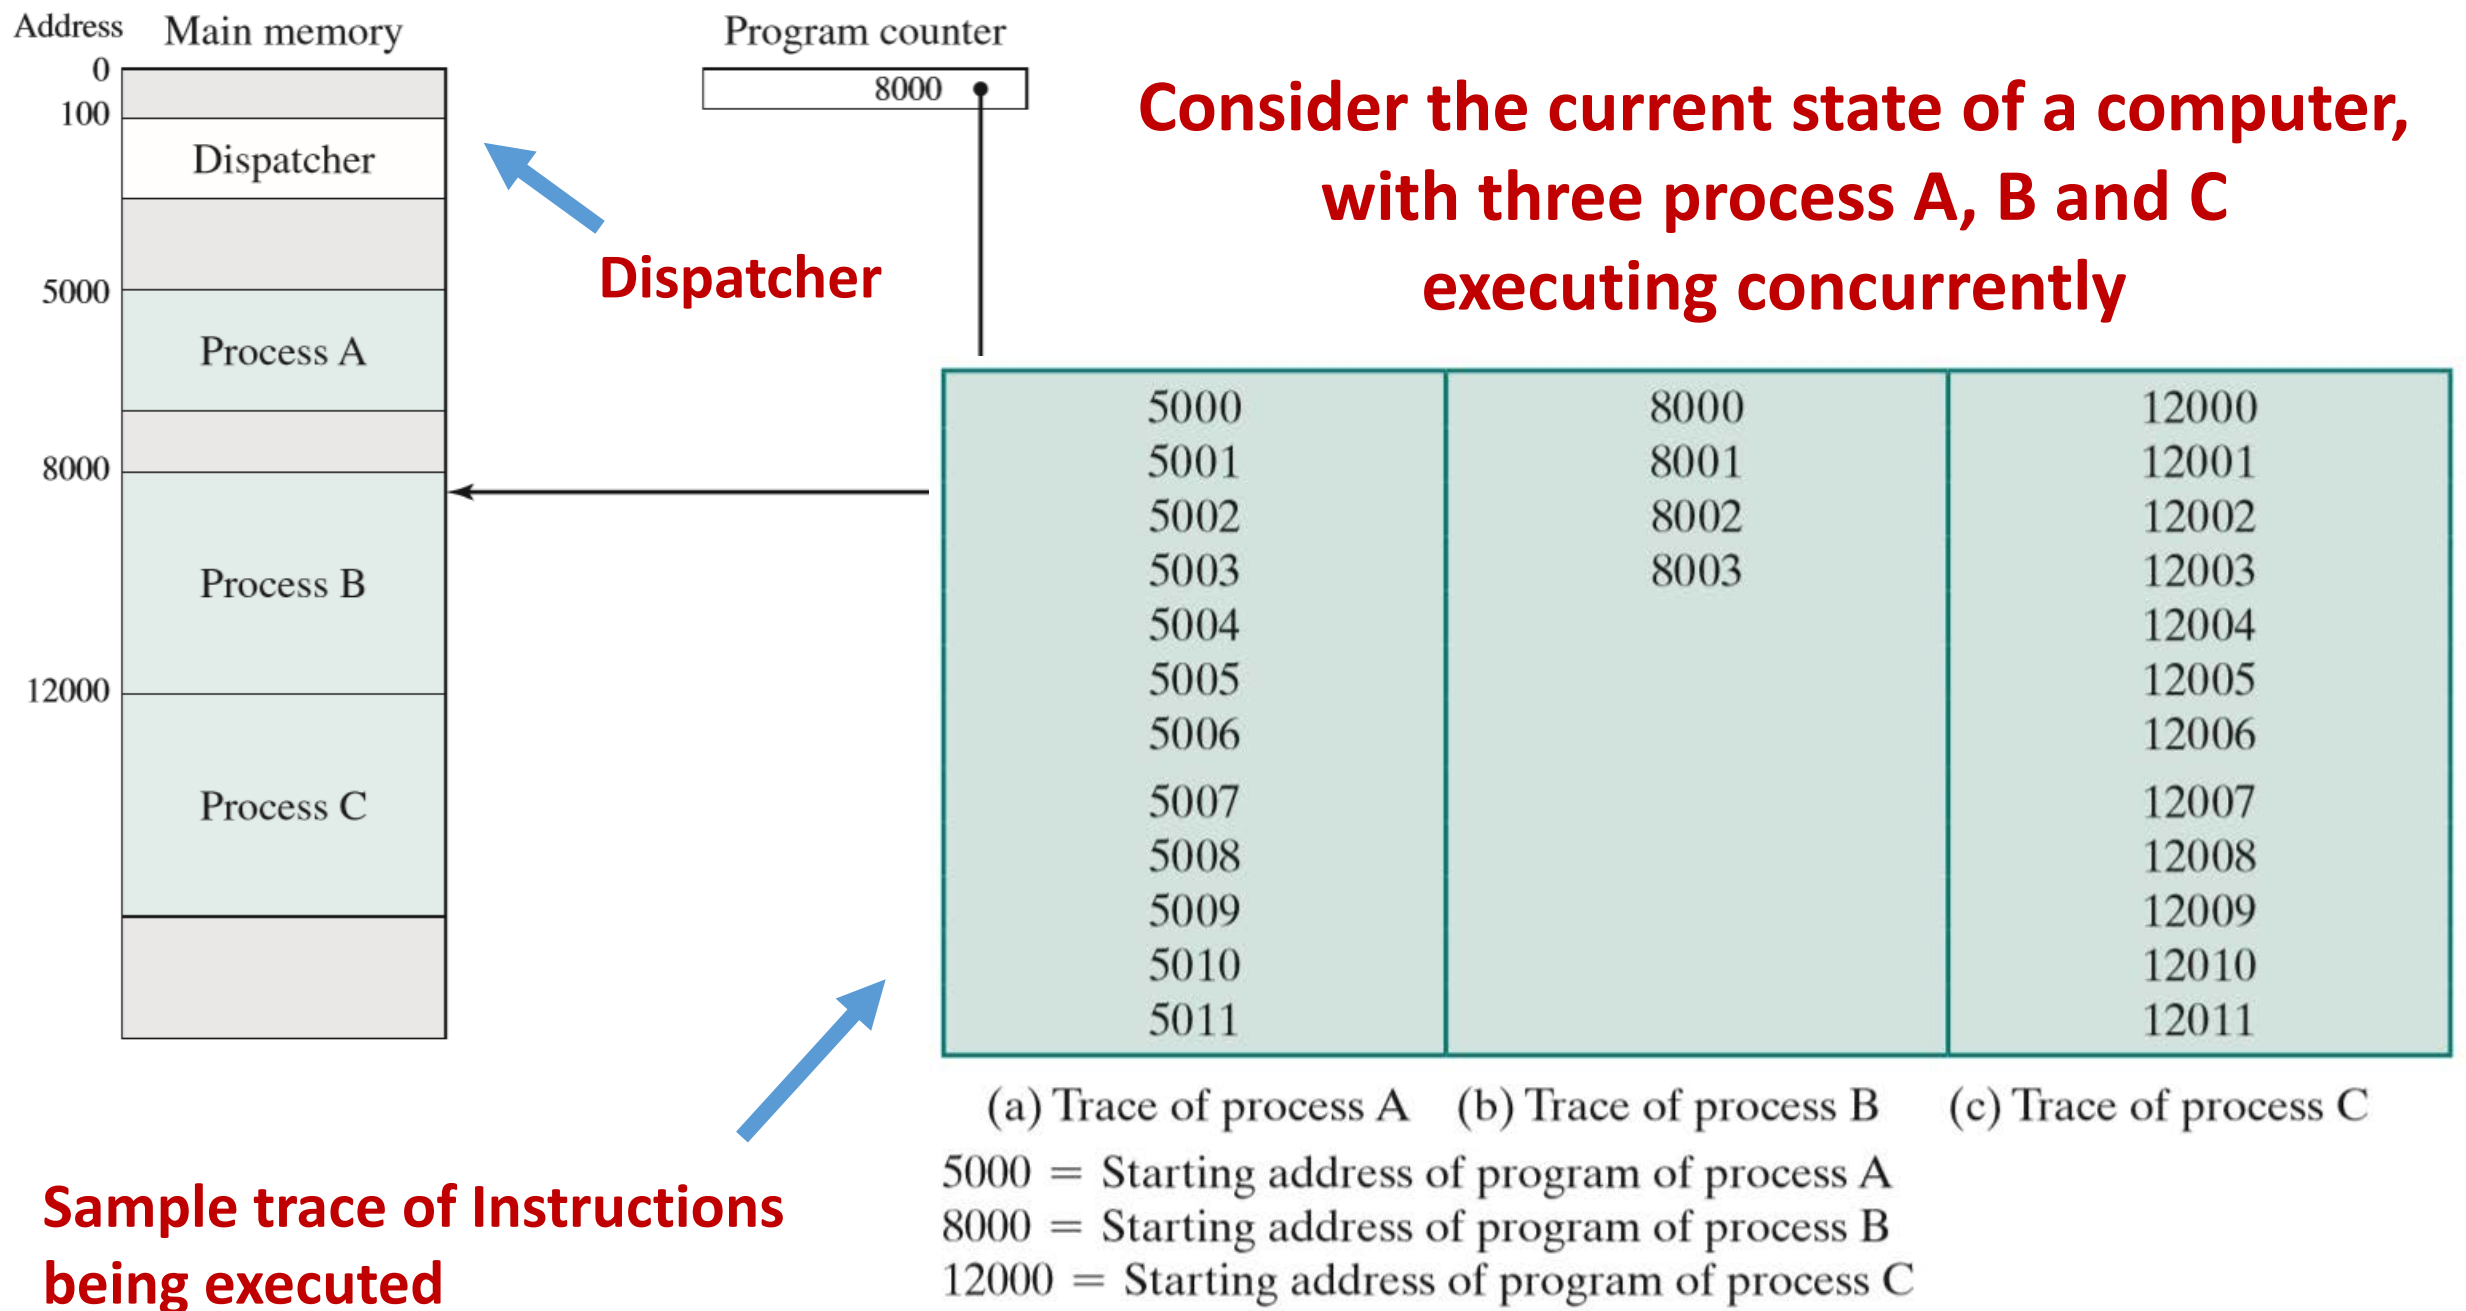 Address
Main memory
0
100
Dispatcher
5000
Process A
8000
Process B
12000
Process C
Program counter
8000
Dispatcher
Consider the current state of a computer,
with three process A, B and C
executing concurrently
5000 8000 12000
5001 8001 12001
5002 8002 12002
5003 8003 12003
5004 12004
5005 12005
5006 12006
5007 12007
5008 12008
5009 12009
5010 12010
5011 12011
(a) Trace of process A (b) Trace of process B (c) Trace of process C
5000 = Starting address of program of process A
8000 = Starting address of program of process B
12000 = Starting address of program of process C
Sample trace of Instructions
being executed